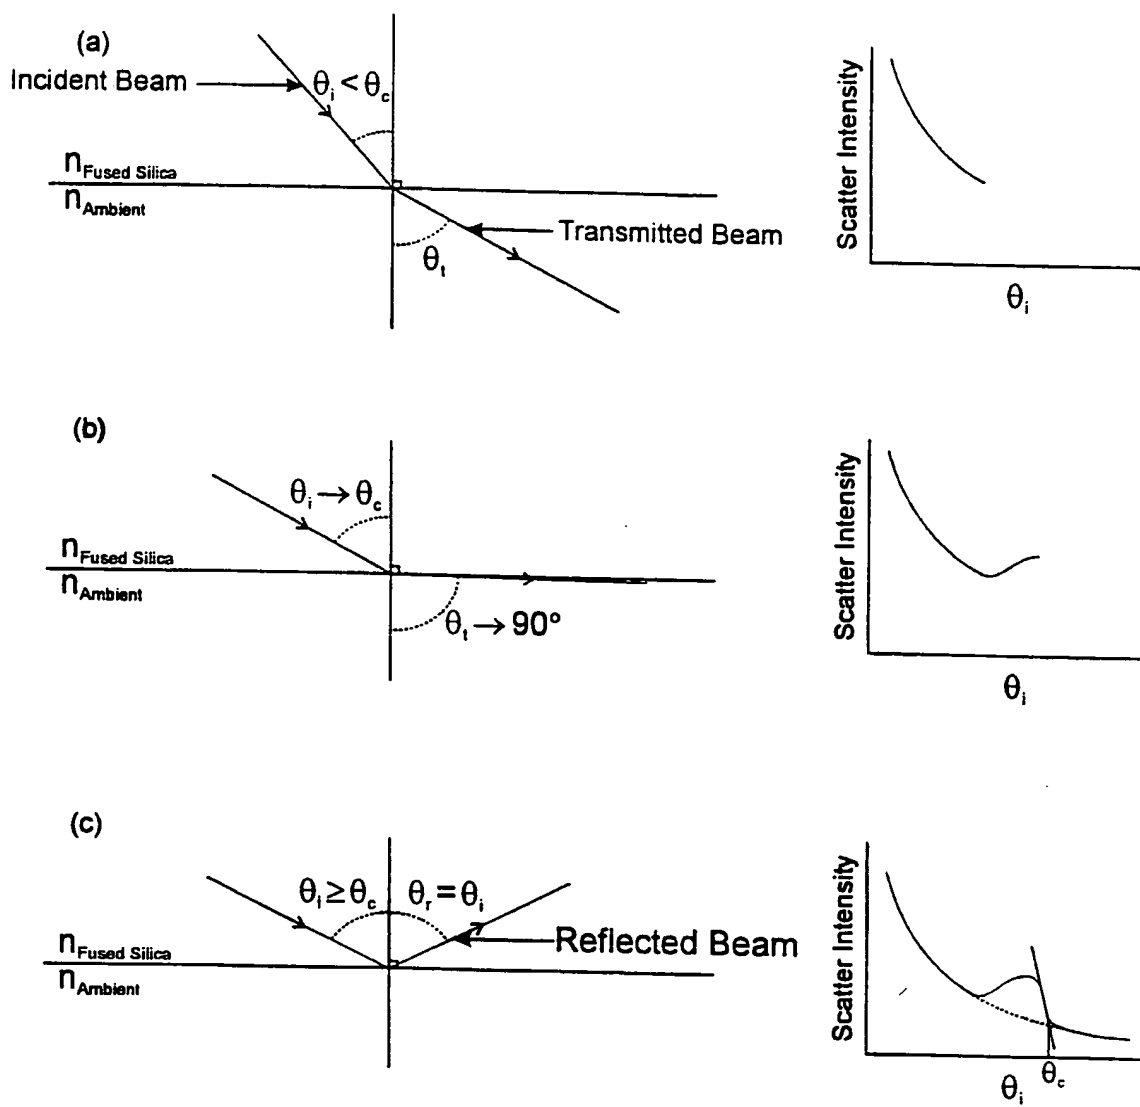 (a)
Incident Beam
θi < θc
nFused Silica
nAmbient
Transmitted Beam
θt
Scatter Intensity
θi
(b)
θi → θc
nFused Silica
nAmbient
θt → 90°
Scatter Intensity
θi
(c)
θi ≥ θc
θr = θi
Reflected Beam
nFused Silica
nAmbient
Scatter Intensity
θc
θi